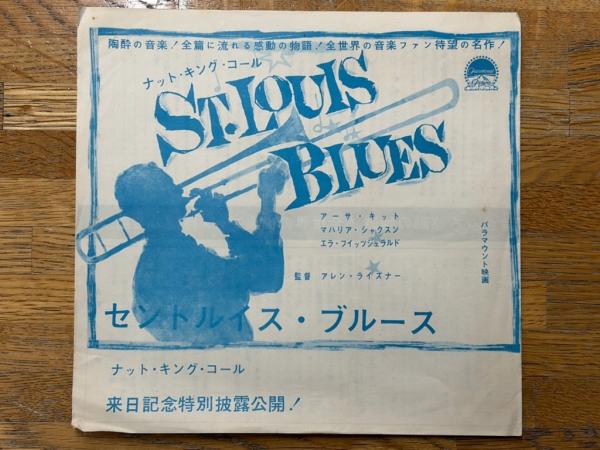 陶酔の音楽！全篇に流れる感動の物語！全世界の音楽ファン待望の名作！
Paramount
ナット・キング・コール
ST. LOUIS
BLUES
アーサ・キット
マハリア・ジャクスン
エラ・フイッツジェラルド
監督 アレン・ライズナー
パラマウント映画
セントルイス・ブルース
ナット・キング・コール
来日記念特別披露公開！